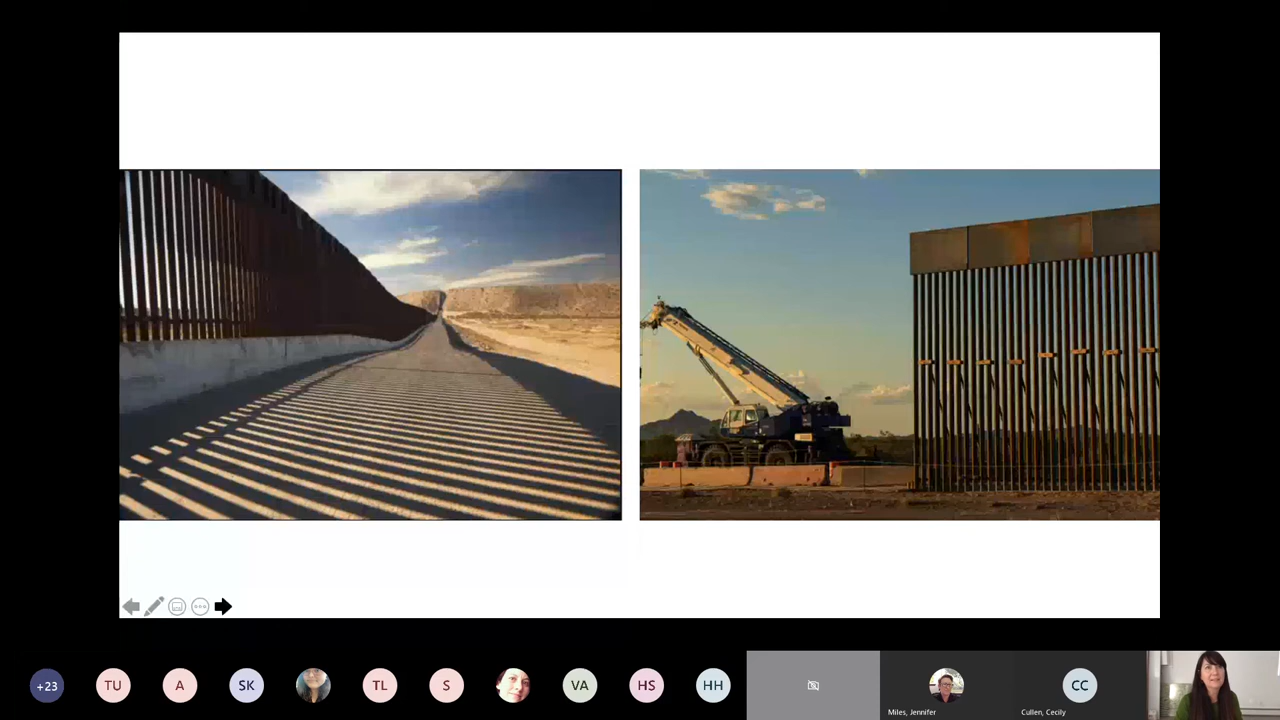 +23
TU
A
SK
TL
S
VA
HS
HH
Miles, Jennifer
CC
Cullen, Cecily